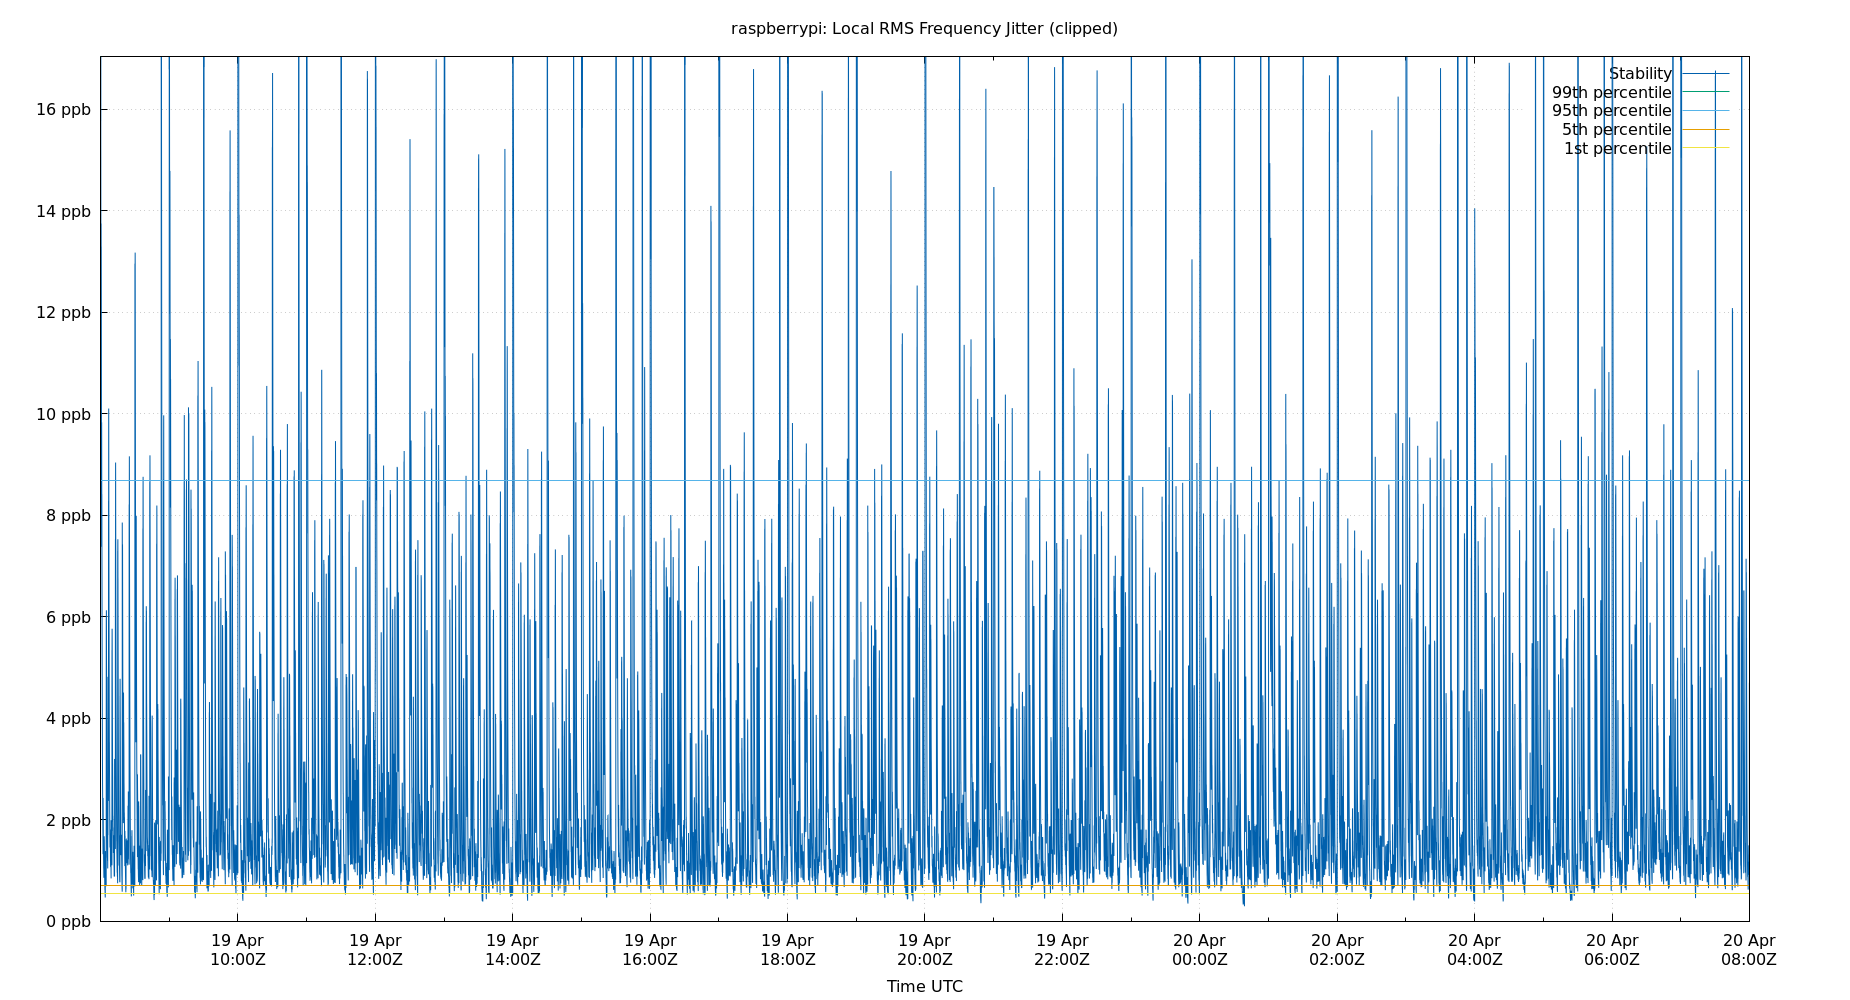 raspberrypi: Local RMS Frequency Jitter (clipped)
Stability
99th percentile
95th percentile
5th percentile
1st percentile
16 ppb
14 ppb
12 ppb
10 ppb
8 ppb
6 ppb
4 ppb
2 ppb
0 ppb
19 Apr 19 Apr 19 Apr 19 Apr 19 Apr 19 Apr 19 Apr 20 Apr 20 Apr 20 Apr 20 Apr 20 Apr
10:00Z 12:00Z 14:00Z 16:00Z 18:00Z 20:00Z 22:00Z 00:00Z 02:00Z 04:00Z 06:00Z 08:00Z
Time UTC